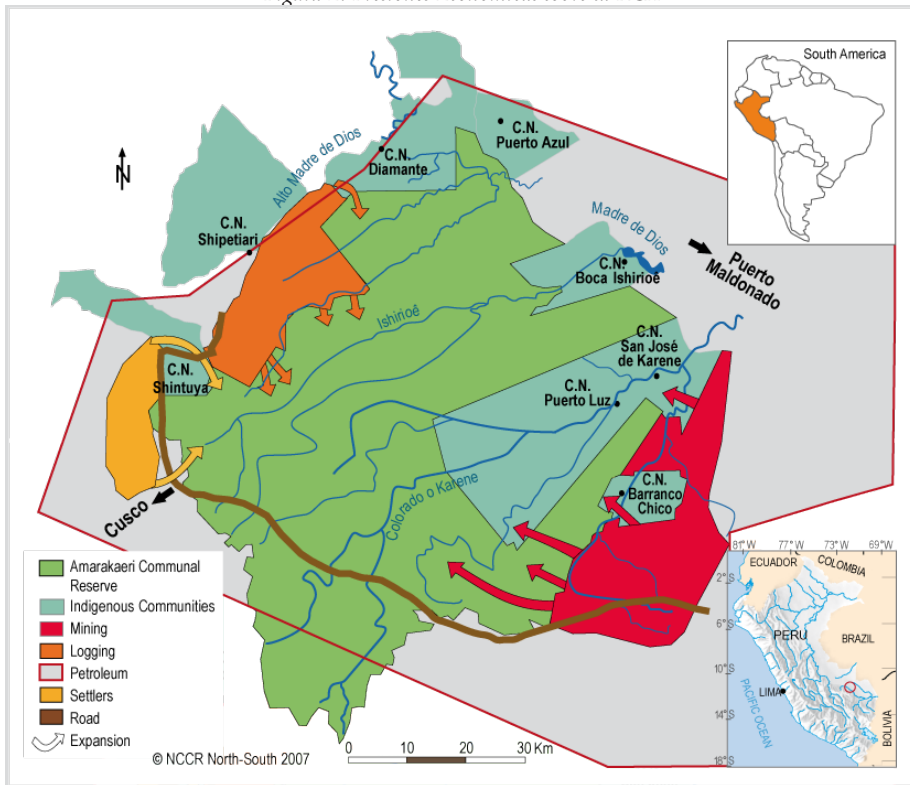 South America
N
C.N.
Puerto Azul
C.N.
Diamante
Alto Madre de Dios
C.N.
Shipetiari
Madre de Dios
C.N.
Boca Ishirioê
Puerto
Maldonado
Ishirioê
C.N.
San José
de Karene
C.N.
Shintuya
C.N.
Puerto Luz
Colorado o Karene
C.N.
Barranco
Chico
Cusco
Amarakaeri Communal
Reserve
Indigenous Communities
Mining
Logging
Petroleum
Settlers
Road
Expansion
© NCCR North-South 2007
0 10 20 30 Km
81°W 77°W 73°W 69°W
ECUADOR
COLOMBIA
2°S
6°S
PERU
BRAZIL
10°S
LIMA
PACIFIC OCEAN
14°S
BOLIVIA
18°S